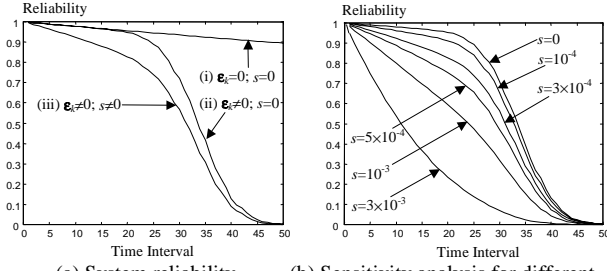 Reliability
1
0.9
0.8
0.7
0.6
0.5
0.4
0.3
0.2
0.1
0
0 5 10 15 20 25 30 35 40 45 50
Time Interval
(i) εk=0; s=0
(iii) εk≠0; s≠0
(ii) εk≠0; s=0
(a) System reliability
Reliability
1
0.9
0.8
0.7
0.6
0.5
0.4
0.3
0.2
0.1
0
0 5 10 15 20 25 30 35 40 45 50
Time Interval
s=0
s=10-4
s=3×10-4
s=5×10-4
s=10-3
s=3×10-3
(b) Sensitivity analysis for different